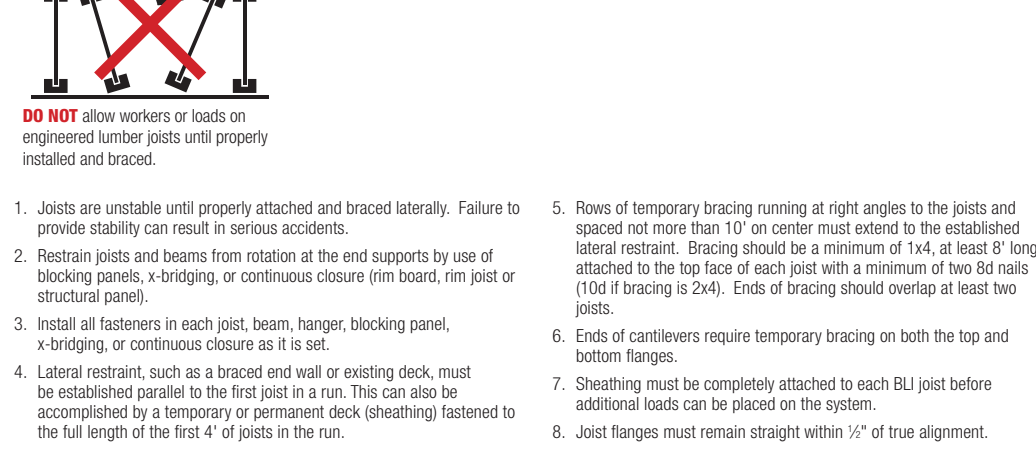 DO NOT allow workers or loads on
engineered lumber joists until properly
installed and braced.
1. Joists are unstable until properly attached and braced laterally. Failure to
provide stability can result in serious accidents.
2. Restrain joists and beams from rotation at the end supports by use of
blocking panels, x-bridging, or continuous closure (rim board, rim joist or
structural panel).
3. Install all fasteners in each joist, beam, hanger, blocking panel,
x-bridging, or continuous closure as it is set.
4. Lateral restraint, such as a braced end wall or existing deck, must
be established parallel to the first joist in a run. This can also be
accomplished by a temporary or permanent deck (sheathing) fastened to
the full length of the first 4' of joists in the run.
5. Rows of temporary bracing running at right angles to the joists and
spaced not more than 10' on center must extend to the established
lateral restraint. Bracing should be a minimum of 1x4, at least 8' long
attached to the top face of each joist with a minimum of two 8d nails
(10d if bracing is 2x4). Ends of bracing should overlap at least two
joists.
6. Ends of cantilevers require temporary bracing on both the top and
bottom flanges.
7. Sheathing must be completely attached to each BLI joist before
additional loads can be placed on the system.
8. Joist flanges must remain straight within ½" of true alignment.